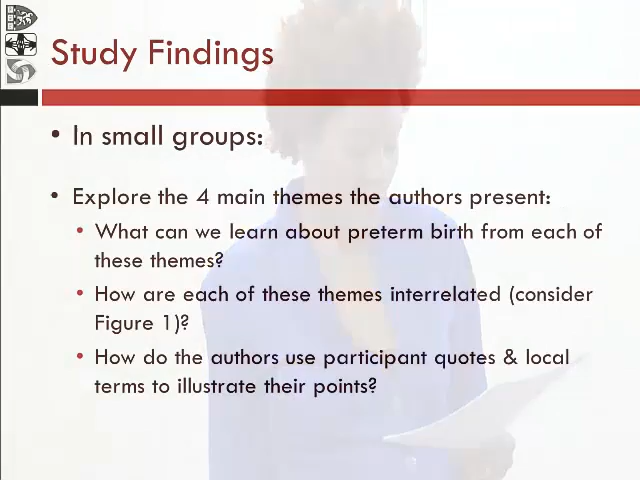 Study Findings
• In small groups:
• Explore the 4 main themes the authors present:
• What can we learn about preterm birth from each of
these themes?
• How are each of these themes interrelated (consider
Figure 1)?
• How do the authors use participant quotes & local
terms to illustrate their points?